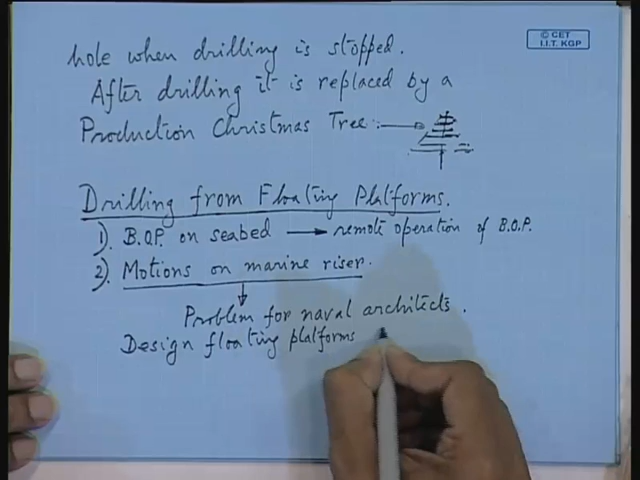 © CET
I.I.T. KGP
hole when drilling is stopped.
After drilling it is replaced by a
Production Christmas Tree :
Drilling from Floating Platforms.
1). B.O.P. on seabed → remote operation of B.O.P.
2). Motions on marine riser.
Problem for naval architects.
Design floating platforms